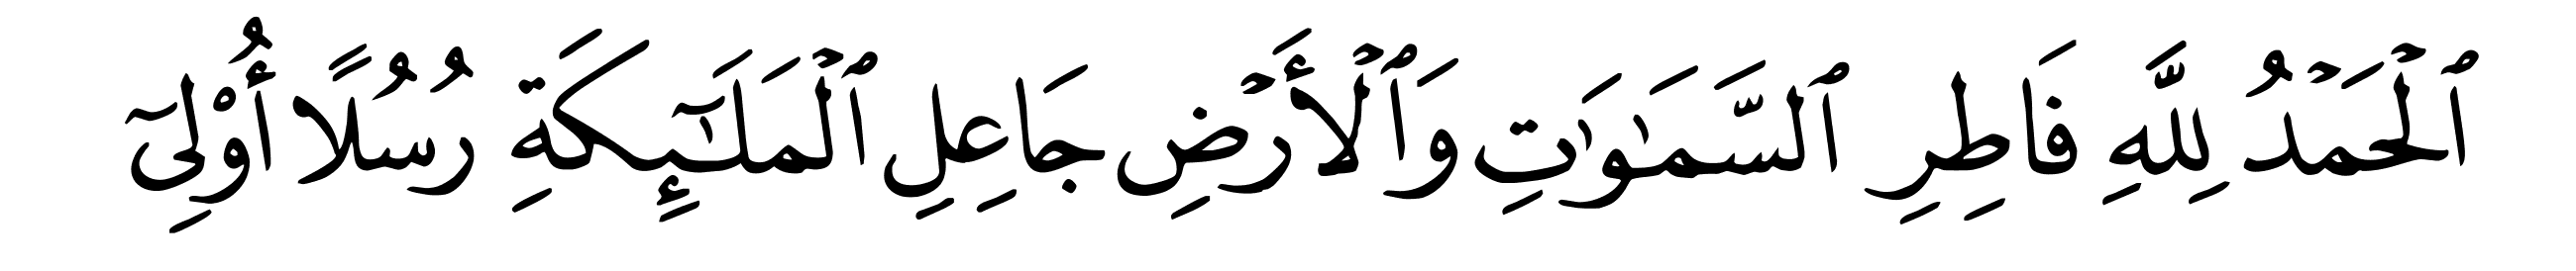 ٱلْحَمْدُ لِلَّهِ فَاطِرِ ٱلسَّمَٰوَٰتِ وَٱلْأَرْضِ جَاعِلِ ٱلْمَلَٰٓئِكَةِ رُسُلًا أُو۟لِىٓ